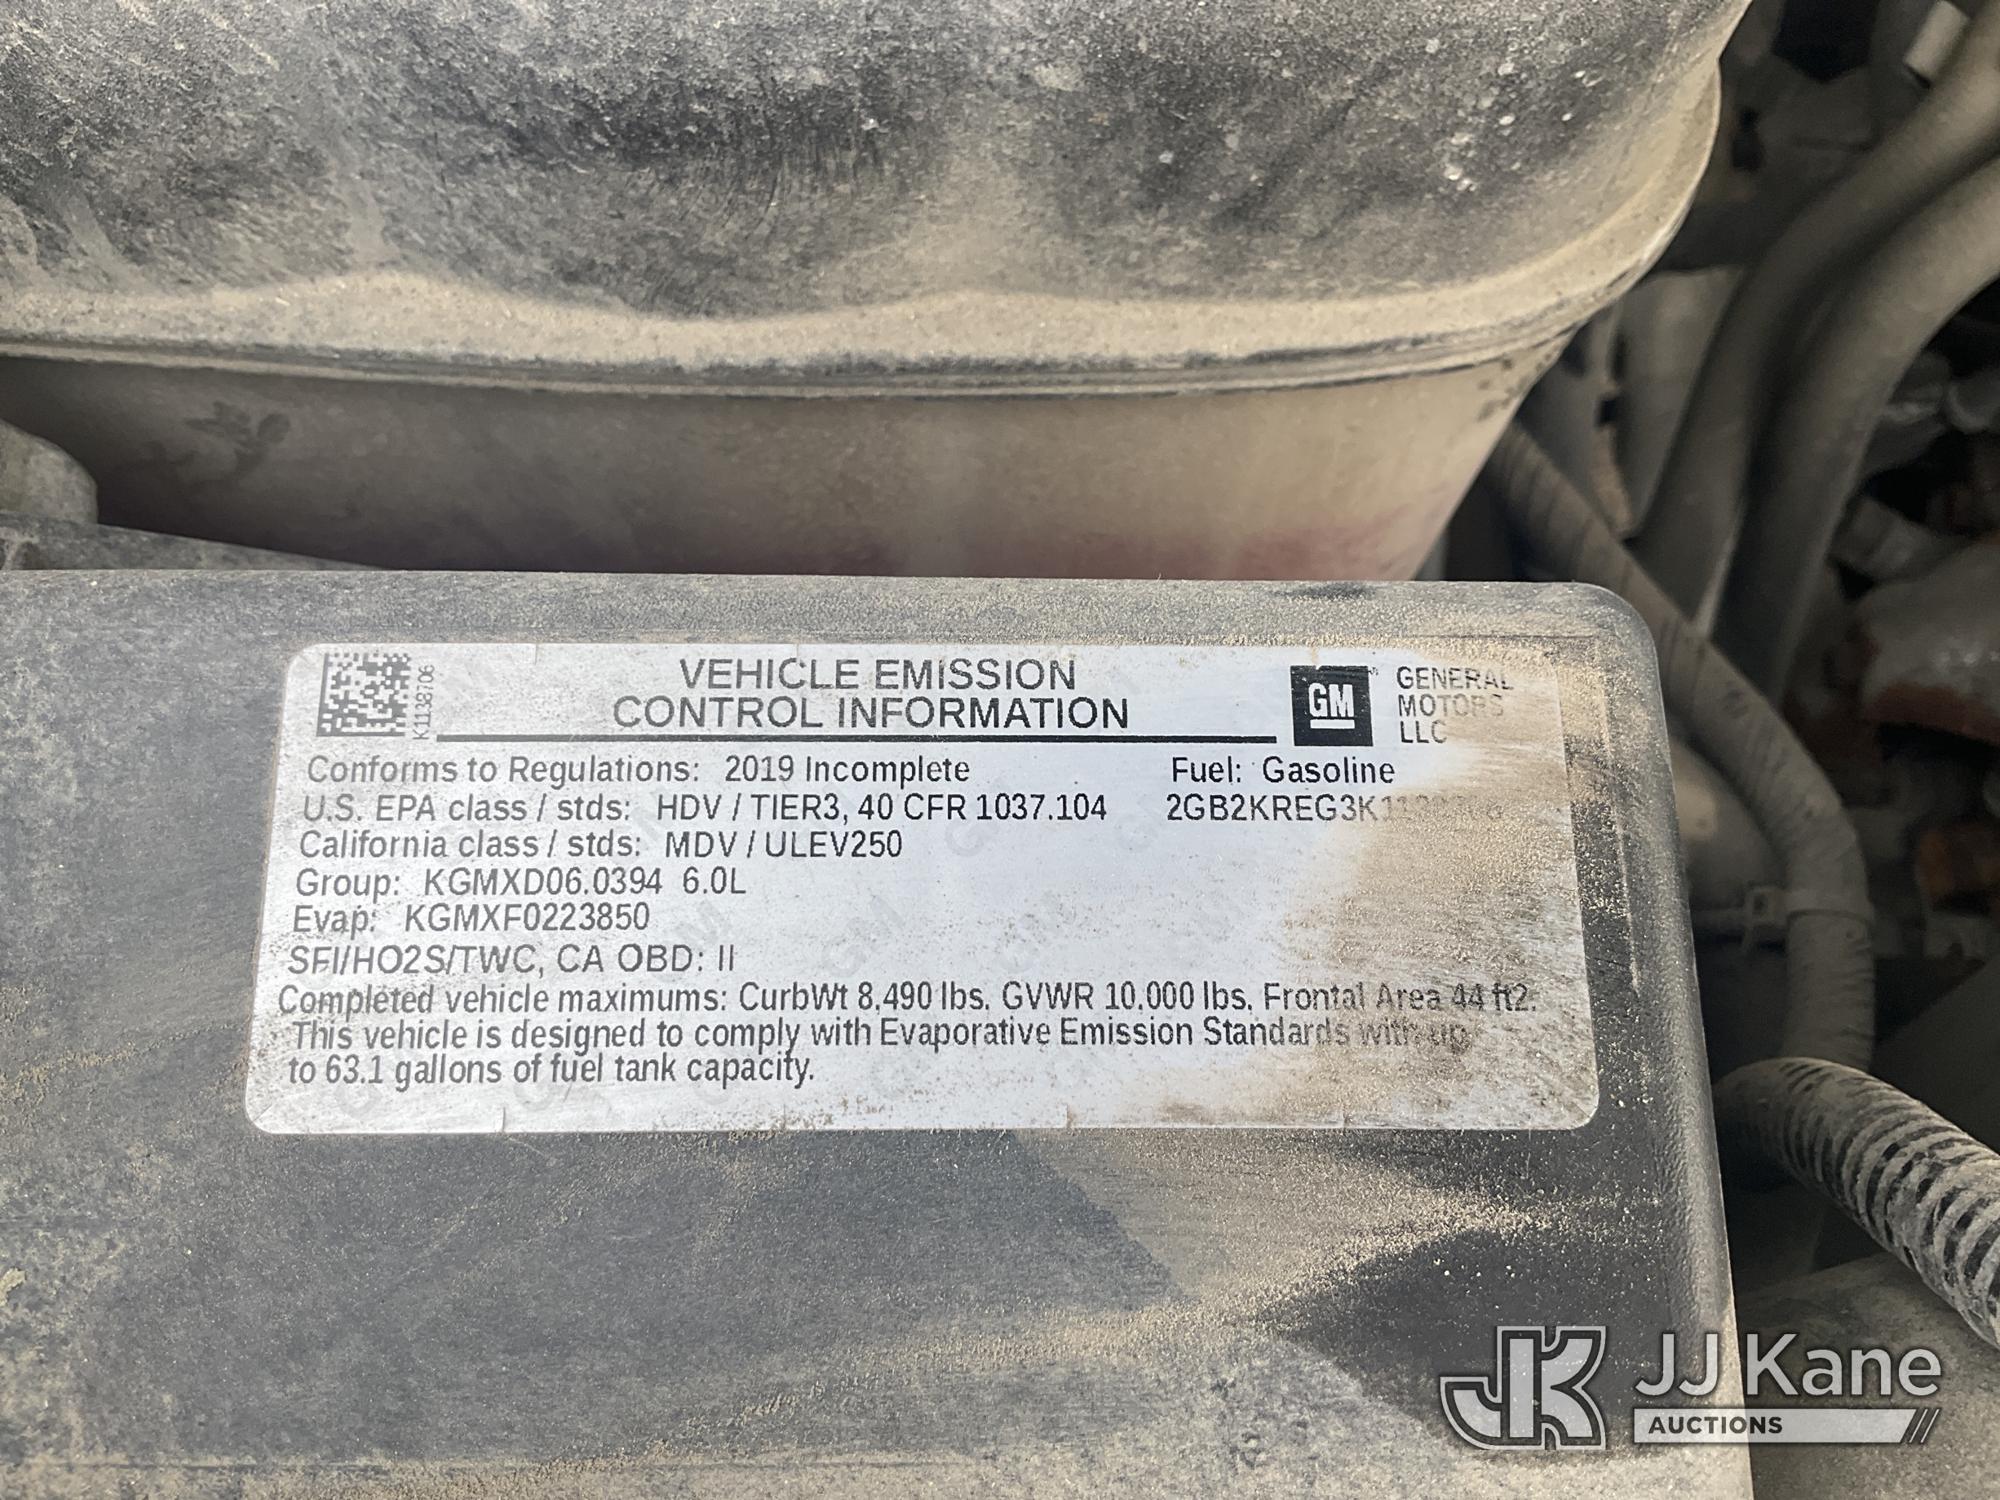 K1138706
VEHICLE EMISSION
CONTROL INFORMATION
GM
GENERAL
MOTORS
LLC
Conforms to Regulations: 2019 Incomplete
Fuel: Gasoline
U.S. EPA class / stds: HDV / TIER3, 40 CFR 1037.104
2GB2KREG3K1138706
California class / stds: MDV / ULEV250
Group: KGMXD06.0394 6.0L
Evap: KGMXF0223850
SFI/HO2S/TWC, CA OBD: II
Completed vehicle maximums: CurbWt 8,490 lbs. GVWR 10,000 lbs. Frontal Area 44 ft2.
This vehicle is designed to comply with Evaporative Emission Standards with up
to 63.1 gallons of fuel tank capacity.
JK
JJ Kane
AUCTIONS